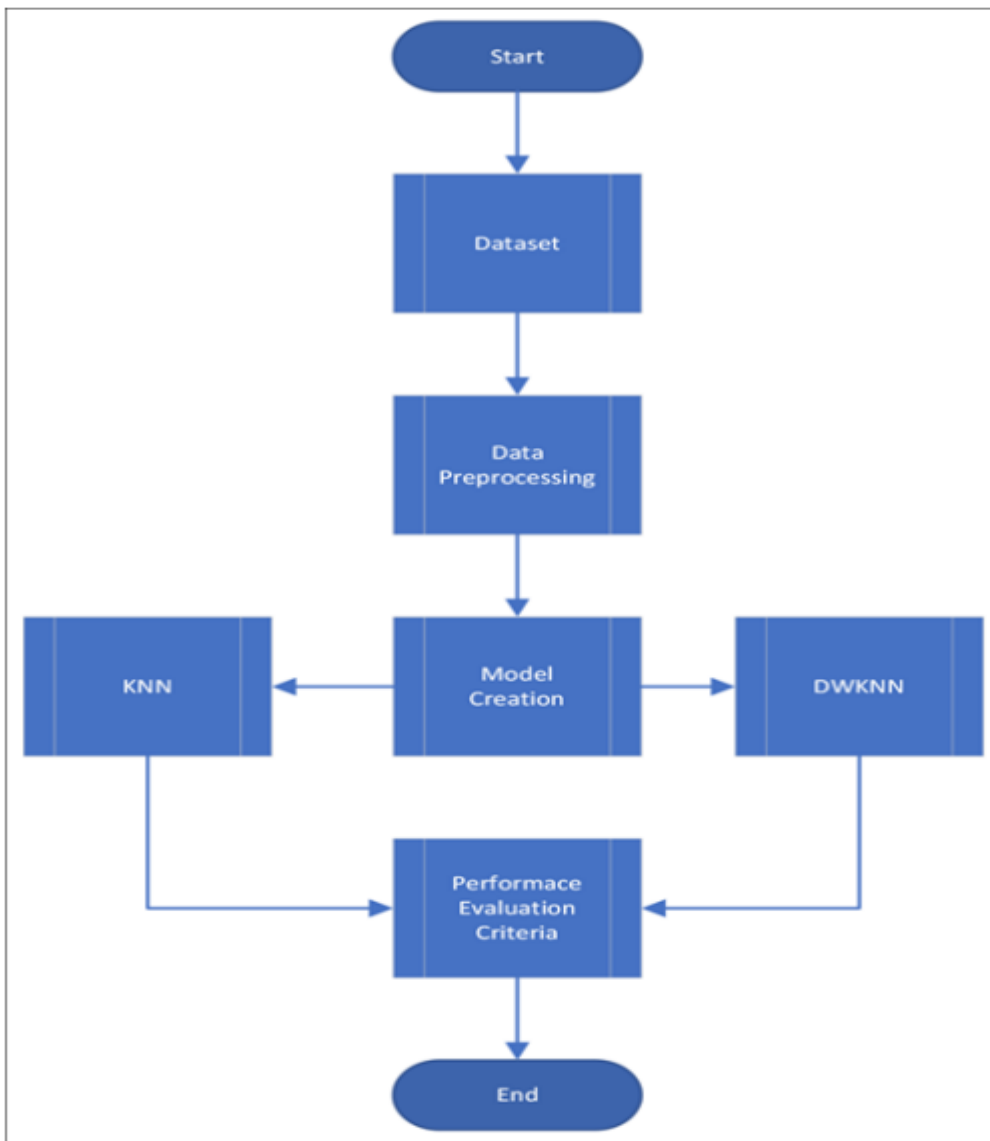 Start
Dataset
Data
Preprocessing
KNN
Model
Creation
DWKNN
Performace
Evaluation
Criteria
End